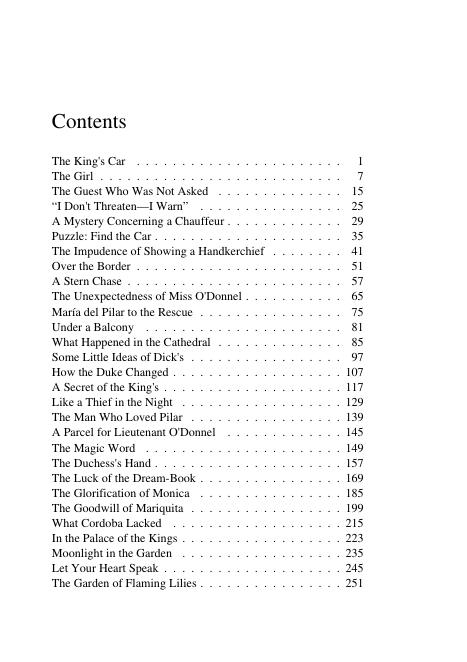 Contents
The King's Car . . . . . . . . . . . . . . . . . . . . . . . 1
The Girl . . . . . . . . . . . . . . . . . . . . . . . . . . . 7
The Guest Who Was Not Asked . . . . . . . . . . . . . . 15
“I Don't Threaten—I Warn” . . . . . . . . . . . . . . . . 25
A Mystery Concerning a Chauffeur . . . . . . . . . . . . . 29
Puzzle: Find the Car . . . . . . . . . . . . . . . . . . . . . 35
The Impudence of Showing a Handkerchief . . . . . . . . 41
Over the Border . . . . . . . . . . . . . . . . . . . . . . . 51
A Stern Chase . . . . . . . . . . . . . . . . . . . . . . . . 57
The Unexpectedness of Miss O'Donnel . . . . . . . . . . . 65
María del Pilar to the Rescue . . . . . . . . . . . . . . . . 75
Under a Balcony . . . . . . . . . . . . . . . . . . . . . . 81
What Happened in the Cathedral . . . . . . . . . . . . . . 85
Some Little Ideas of Dick's . . . . . . . . . . . . . . . . . 97
How the Duke Changed . . . . . . . . . . . . . . . . . . . 107
A Secret of the King's . . . . . . . . . . . . . . . . . . . . 117
Like a Thief in the Night . . . . . . . . . . . . . . . . . . 129
The Man Who Loved Pilar . . . . . . . . . . . . . . . . . 139
A Parcel for Lieutenant O'Donnel . . . . . . . . . . . . . 145
The Magic Word . . . . . . . . . . . . . . . . . . . . . . 149
The Duchess's Hand . . . . . . . . . . . . . . . . . . . . . 157
The Luck of the Dream-Book . . . . . . . . . . . . . . . . 169
The Glorification of Monica . . . . . . . . . . . . . . . . 185
The Goodwill of Mariquita . . . . . . . . . . . . . . . . . 199
What Cordoba Lacked . . . . . . . . . . . . . . . . . . . 215
In the Palace of the Kings . . . . . . . . . . . . . . . . . . 223
Moonlight in the Garden . . . . . . . . . . . . . . . . . . 235
Let Your Heart Speak . . . . . . . . . . . . . . . . . . . . 245
The Garden of Flaming Lilies . . . . . . . . . . . . . . . . 251